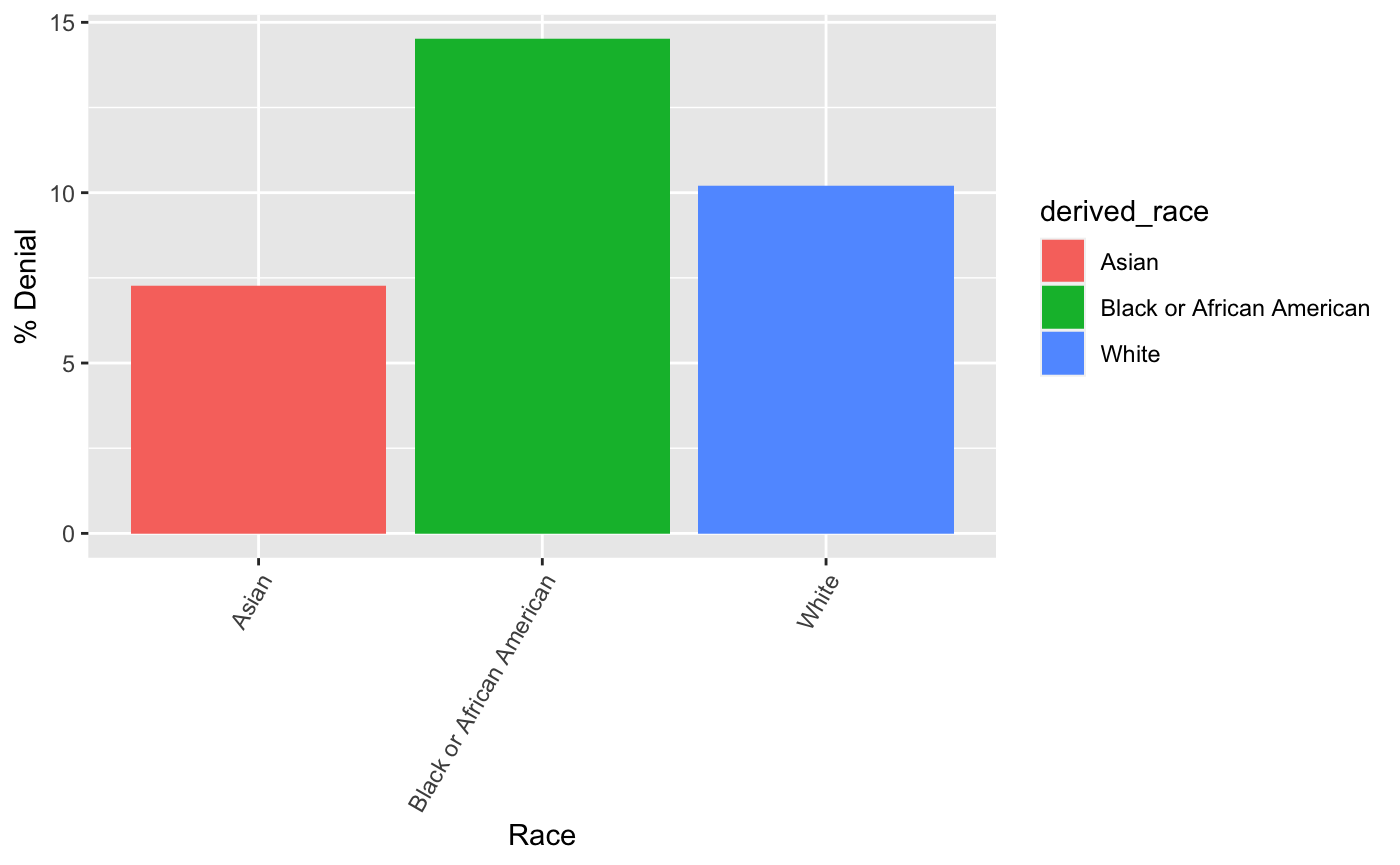 15
10
5
0
% Denial
Asian
Black or African American
White
Race
derived_race
Asian
Black or African American
White